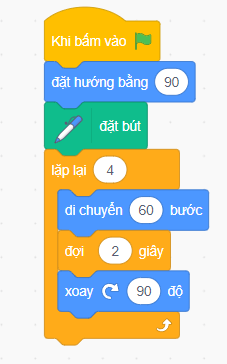 Khi bấm vào
đặt hướng bằng 90
đặt bút
lặp lại 4
di chuyển 60 bước
đợi 2 giây
xoay 90 độ